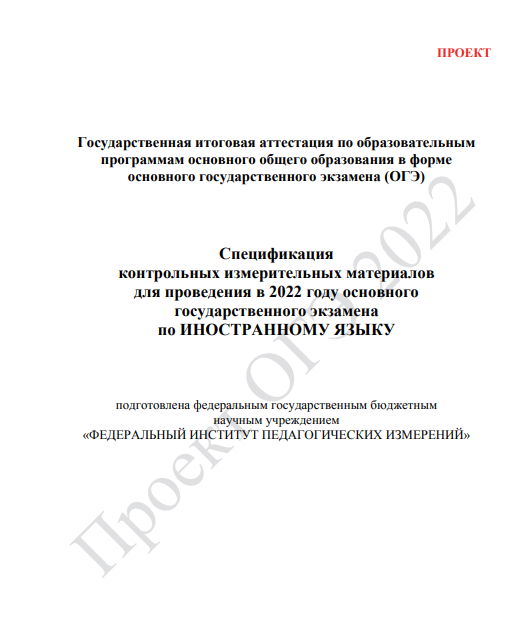 ПРОЕКТ
Государственная итоговая аттестация по образовательным
программам основного общего образования в форме
основного государственного экзамена (ОГЭ)
Спецификация
контрольных измерительных материалов
для проведения в 2022 году основного
государственного экзамена
по ИНОСТРАННОМУ ЯЗЫКУ
подготовлена федеральным государственным бюджетным
научным учреждением
«ФЕДЕРАЛЬНЫЙ ИНСТИТУТ ПЕДАГОГИЧЕСКИХ ИЗМЕРЕНИЙ»
Проект ОГЭ 2022